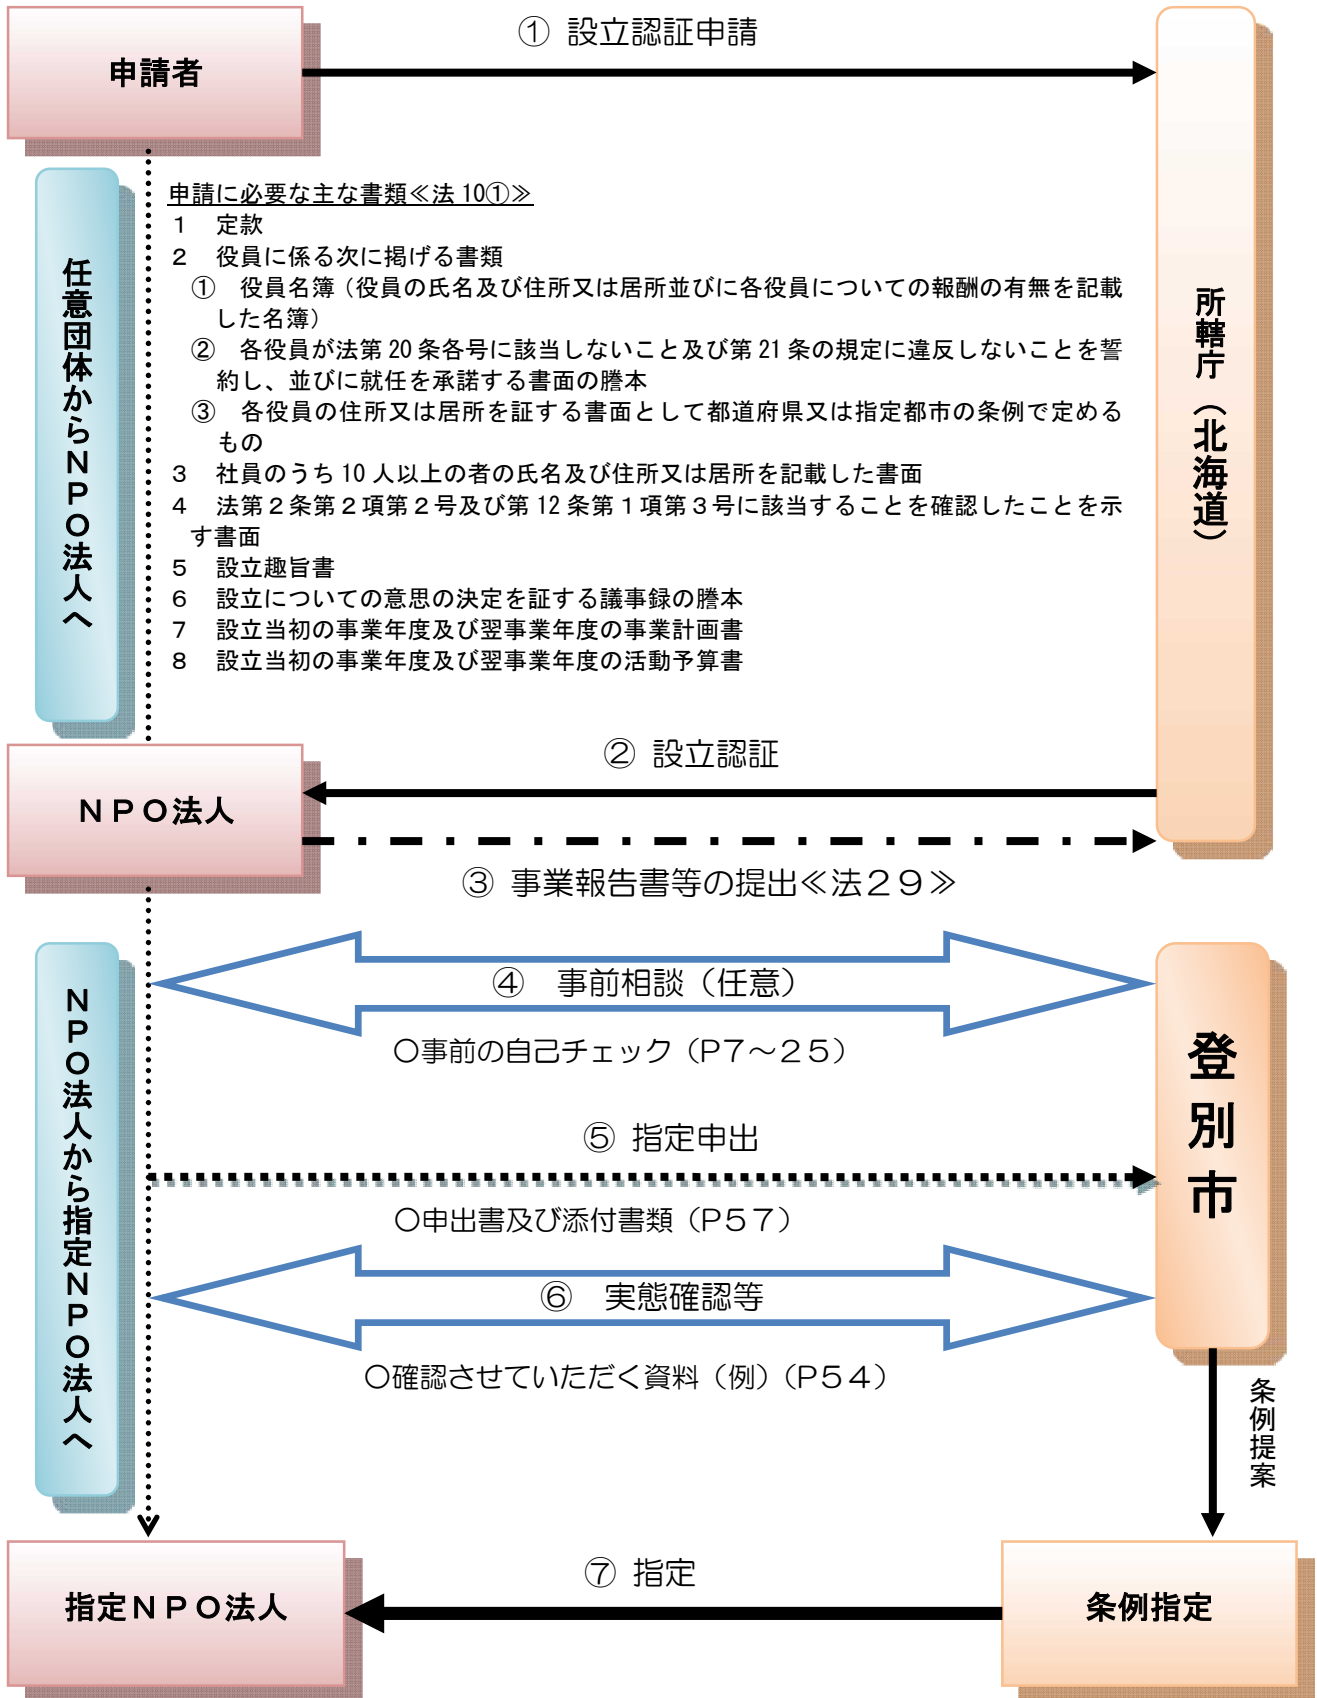 ① 設立認証申請
申請者
任意団体からNPO法人へ
申請に必要な主な書類≪法10①≫
1 定款
2 役員に係る次に掲げる書類
① 役員名簿（役員の氏名及び住所又は居所並びに各役員についての報酬の有無を記載
した名簿）
② 各役員が法第20条各号に該当しないこと及び第21条の規定に違反しないことを誓
約し、並びに就任を承諾する書面の謄本
③ 各役員の住所又は居所を証する書面として都道府県又は指定都市の条例で定める
もの
3 社員のうち10人以上の者の氏名及び住所又は居所を記載した書面
4 法第２条第２項第２号及び第12条第１項第３号に該当することを確認したことを示
す書面
5 設立趣旨書
6 設立についての意思の決定を証する議事録の謄本
7 設立当初の事業年度及び翌事業年度の事業計画書
8 設立当初の事業年度及び翌事業年度の活動予算書
所轄庁（北海道）
② 設立認証
ＮＰＯ法人
③ 事業報告書等の提出≪法２９≫
ＮＰＯ法人から指定ＮＰＯ法人へ
④ 事前相談（任意）
○事前の自己チェック（P７～２５）
登別市
⑤ 指定申出
○申出書及び添付書類（P５７）
⑥ 実態確認等
○確認させていただく資料（例）（P５４）
条例提案
⑦ 指定
指定ＮＰＯ法人
条例指定